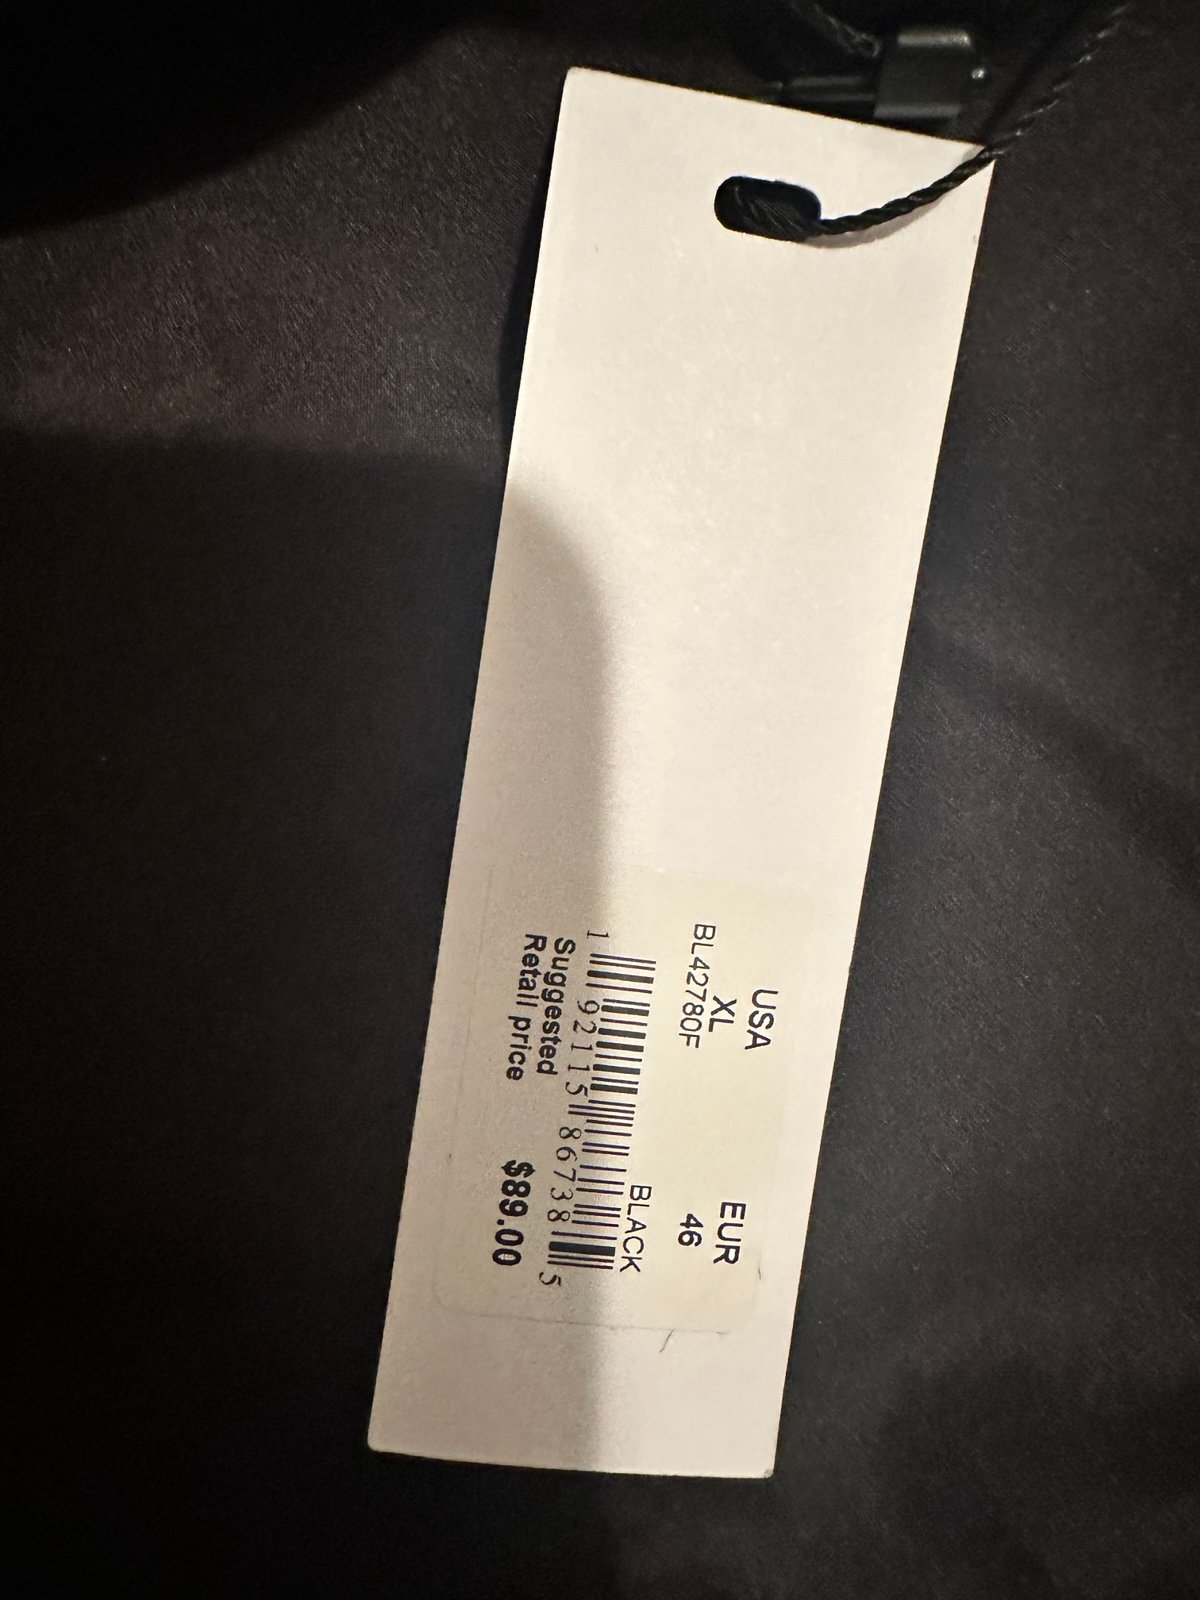 USA EUR
XL 46
BL42780F
BLACK
1 92115 86738 5
Suggested
Retail price $89.00